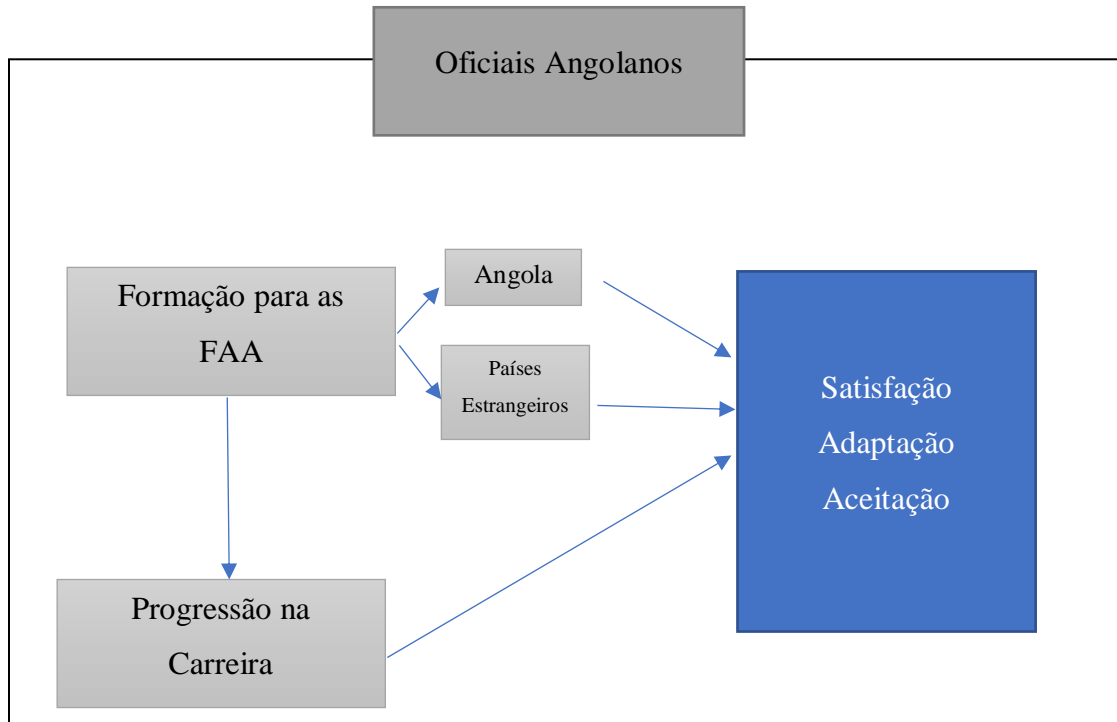 Oficiais Angolanos
Formação para as
FAA
Angola
Países
Estrangeiros
Satisfação
Adaptação
Aceitação
Progressão na
Carreira